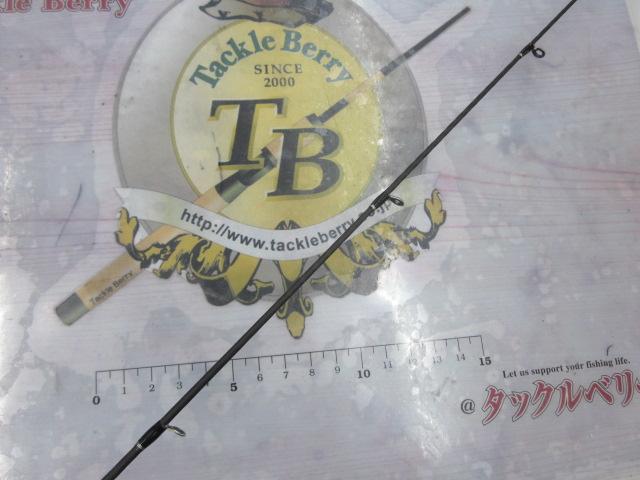 kle Berry
Tackle Berry
SINCE
2000
TB
http://www.tackleberry.co.jp
Tackle Berry
0 1 2 3 4 5 6 7 8 9 10 11 12 13 14 15
Let us support your fishing life.
@タックルベリ